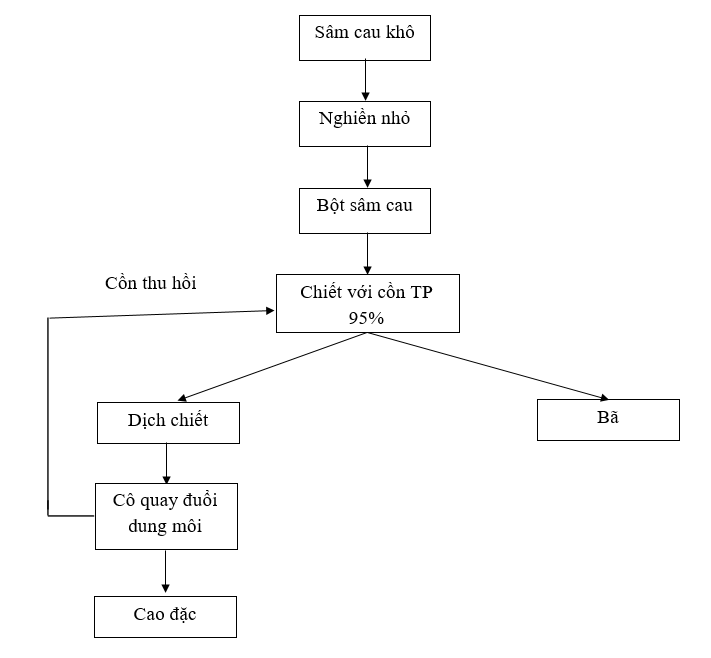 Sâm cau khô
Nghiền nhỏ
Bột sâm cau
Cồn thu hồi
Chiết với cồn TP
95%
Dịch chiết
Bã
Cô quay đuổi
dung môi
Cao đặc